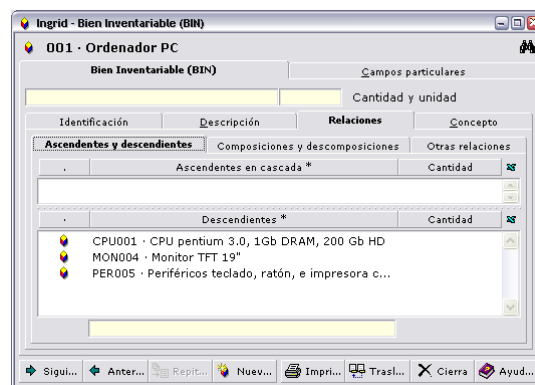 Ingrid - Bien Inventariable (BIN)
001 · Ordenador PC
Bien Inventariable (BIN) Campos particulares
Cantidad y unidad
Identificación Descripción Relaciones Concepto
Ascendentes y descendientes Composiciones y descomposiciones Otras relaciones
. Ascendentes en cascada * Cantidad
. Descendientes * Cantidad
CPU001 · CPU pentium 3.0, 1Gb DRAM, 200 Gb HD
MON004 · Monitor TFT 19"
PER005 · Periféricos teclado, ratón, e impresora c...
Sigui... Anter... Repit... Nuev... Impri... Trasl... Cierra Ayud...